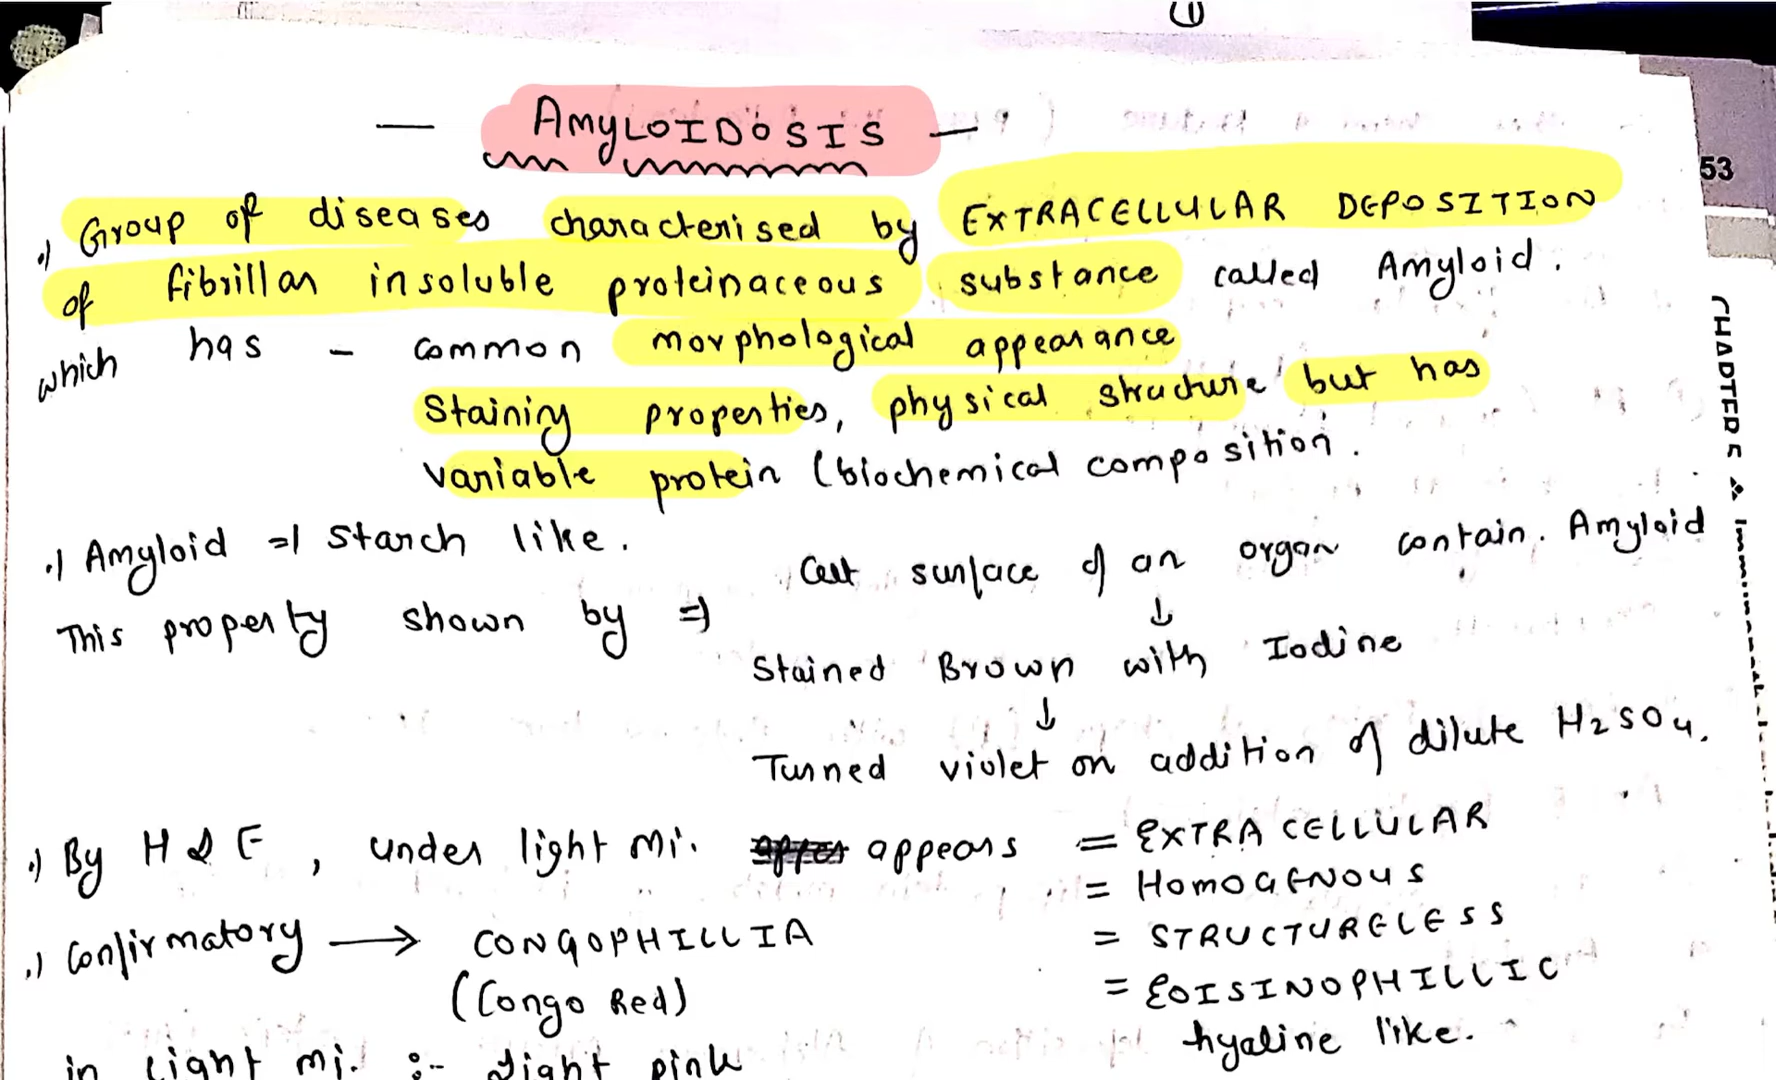 1
— AMYLOIDOSIS —
53
.) Group of diseases characterised by EXTRACELLULAR DEPOSITION
of fibrillar insoluble proteinaceous substance called Amyloid.
which has - common morphological appearance
Staining properties, physical structure but has
variable protein (biochemical composition.
.) Amyloid => Starch like.
This property shown by =>
Cut surface of an organ contain. Amyloid
↓
Stained Brown with Iodine
↓
Turned violet on addition of dilute H2SO4.
.) By H & E, under light mi. appears = EXTRA CELLULAR
= HOMOGENOUS
= STRUCTURELESS
= EOISINOPHILLIC
hyaline like.
.) Confirmatory → CONGOPHILLIA
(Congo Red)
in light mi. :- light pink
CHAPTER 5